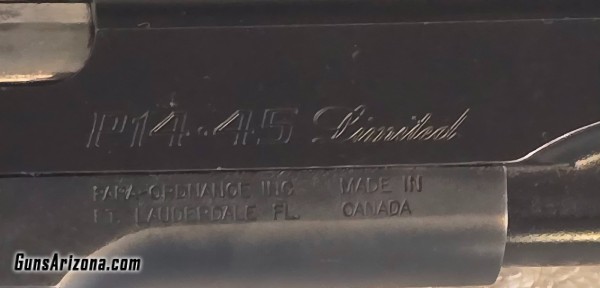 P14·45 Limited
PARA-ORDNANCE INC. MADE IN
FT. LAUDERDALE FL. CANADA
GunsArizona.com